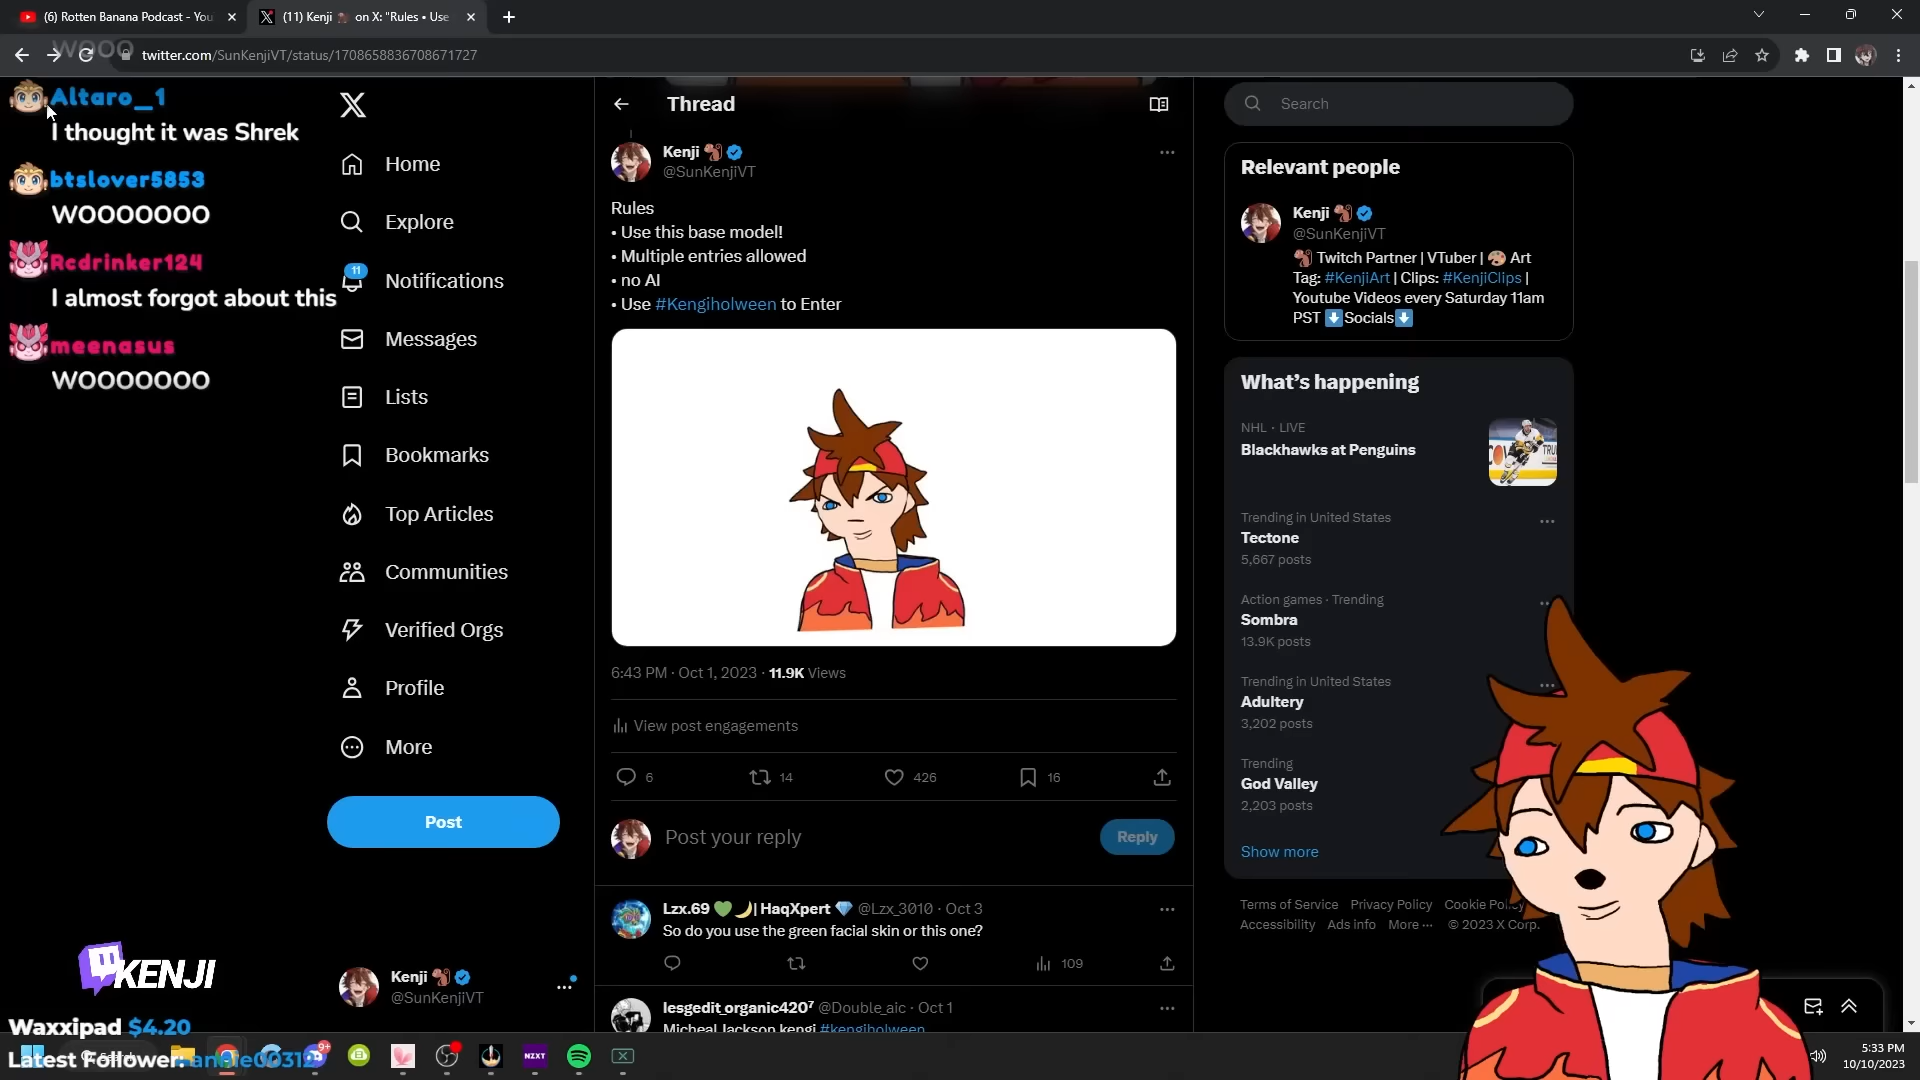 (6) Rotten Banana Podcast - You
(11) Kenji on X: "Rules • Use
twitter.com/SunKenjiVT/status/1708658836708671727
WOOO
Altaro_1
I thought it was Shrek
btslover5853
WOOOOOOO
Rcdrinker124
I almost forgot about this
meenasus
WOOOOOOO
KENJI
Waxxipad $4.20
Latest Follower: annie00312
Home
Explore
11
Notifications
Messages
Lists
Bookmarks
Top Articles
Communities
Verified Orgs
Profile
More
Post
Kenji
@SunKenjiVT
Thread
Kenji
@SunKenjiVT
Rules
• Use this base model!
• Multiple entries allowed
• no AI
• Use #Kengiholween to Enter
6:43 PM · Oct 1, 2023 · 11.9K Views
View post engagements
6 14 426 16
Post your reply
Reply
Lzx.69 | HaqXpert @Lzx_3010 · Oct 3
So do you use the green facial skin or this one?
109
lesgedit_organic420⁷ @Double_aic · Oct 1
Micheal Jackson kengi #kengiholween
Search
Relevant people
Kenji
@SunKenjiVT
Twitch Partner | VTuber | Art
Tag: #KenjiArt | Clips: #KenjiClips |
Youtube Videos every Saturday 11am
PST Socials
What's happening
NHL · LIVE
Blackhawks at Penguins
Trending in United States
Tectone
5,667 posts
Action games · Trending
Sombra
13.9K posts
Trending in United States
Adultery
3,202 posts
Trending
God Valley
2,203 posts
Show more
Terms of Service Privacy Policy Cookie Policy
Accessibility Ads info More ··· © 2023 X Corp.
9+
NZXT
5:33 PM
10/10/2023